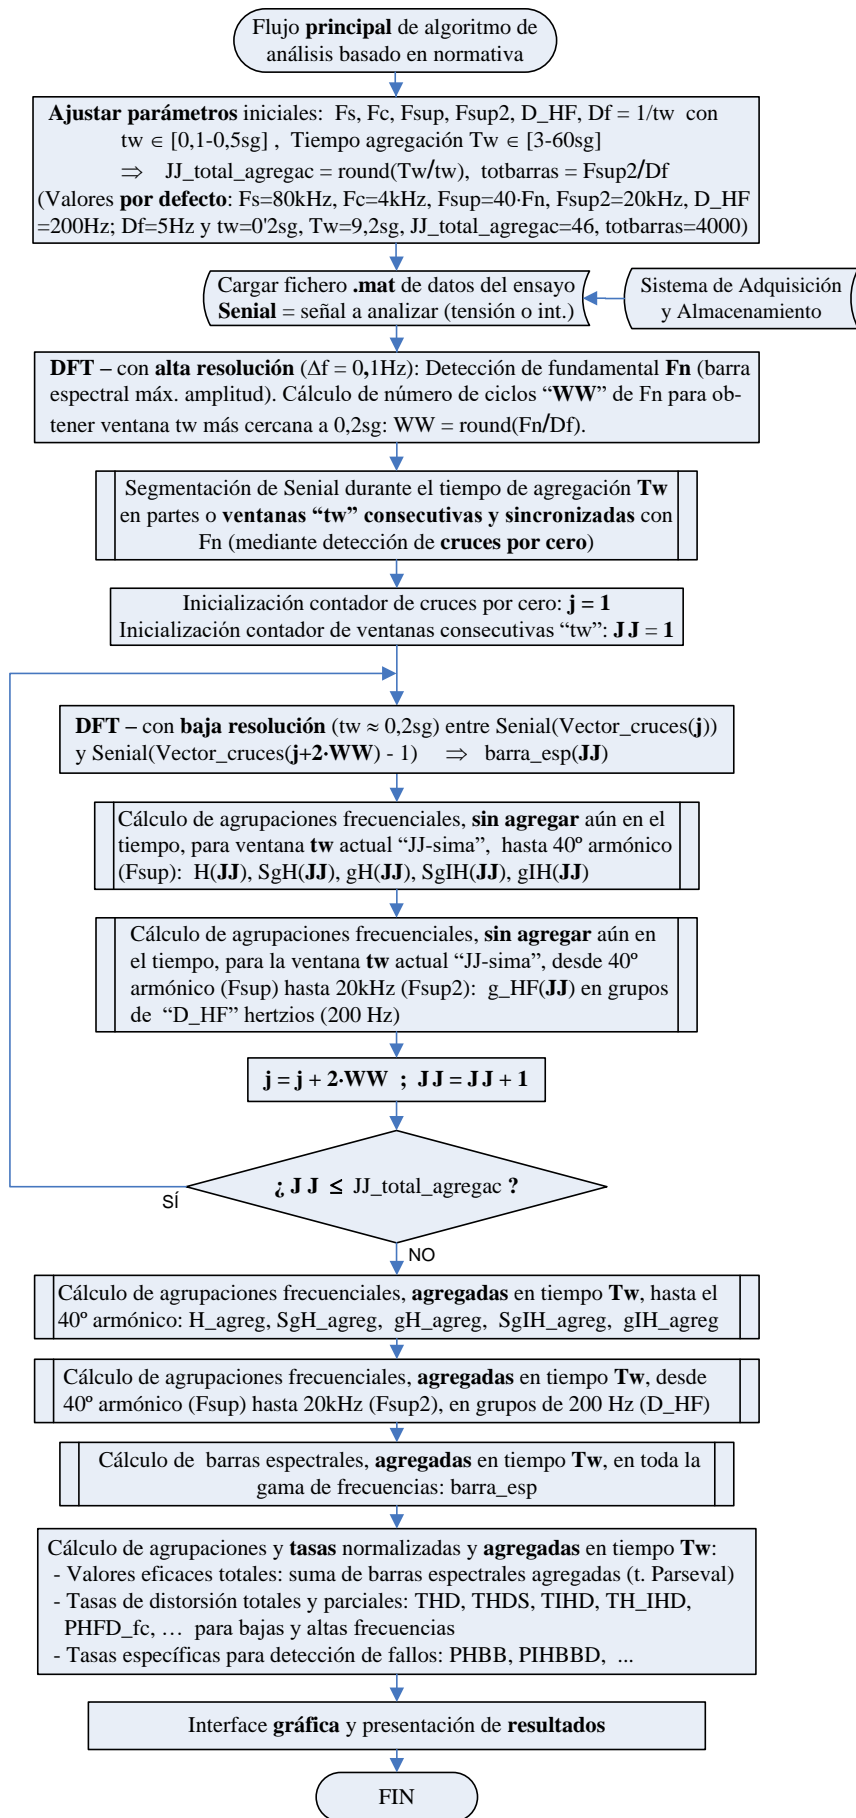 Flujo principal de algoritmo de
análisis basado en normativa
Ajustar parámetros iniciales: Fs, Fc, Fsup, Fsup2, D_HF, Df = 1/tw con
tw ∈ [0,1-0,5sg] , Tiempo agregación Tw ∈ [3-60sg]
⇒ JJ_total_agregac = round(Tw/tw), totbarras = Fsup2/Df
(Valores por defecto: Fs=80kHz, Fc=4kHz, Fsup=40·Fn, Fsup2=20kHz, D_HF
=200Hz; Df=5Hz y tw=0'2sg, Tw=9,2sg, JJ_total_agregac=46, totbarras=4000)
Cargar fichero .mat de datos del ensayo
Senial = señal a analizar (tensión o int.)
Sistema de Adquisición
y Almacenamiento
DFT – con alta resolución (Δf = 0,1Hz): Detección de fundamental Fn (barra
espectral máx. amplitud). Cálculo de número de ciclos “WW” de Fn para ob-
tener ventana tw más cercana a 0,2sg: WW = round(Fn/Df).
Segmentación de Senial durante el tiempo de agregación Tw
en partes o ventanas “tw” consecutivas y sincronizadas con
Fn (mediante detección de cruces por cero)
Inicialización contador de cruces por cero: j = 1
Inicialización contador de ventanas consecutivas “tw”: JJ = 1
DFT – con baja resolución (tw ≈ 0,2sg) entre Senial(Vector_cruces(j))
y Senial(Vector_cruces(j+2·WW) - 1) ⇒ barra_esp(JJ)
Cálculo de agrupaciones frecuenciales, sin agregar aún en el
tiempo, para ventana tw actual “JJ-sima”, hasta 40º armónico
(Fsup): H(JJ), SgH(JJ), gH(JJ), SgIH(JJ), gIH(JJ)
Cálculo de agrupaciones frecuenciales, sin agregar aún en
el tiempo, para la ventana tw actual “JJ-sima”, desde 40º
armónico (Fsup) hasta 20kHz (Fsup2): g_HF(JJ) en grupos
de “D_HF” hertzios (200 Hz)
j = j + 2·WW ; JJ = JJ + 1
¿ JJ ≤ JJ_total_agregac ?
SÍ
NO
Cálculo de agrupaciones frecuenciales, agregadas en tiempo Tw, hasta el
40º armónico: H_agreg, SgH_agreg, gH_agreg, SgIH_agreg, gIH_agreg
Cálculo de agrupaciones frecuenciales, agregadas en tiempo Tw, desde
40º armónico (Fsup) hasta 20kHz (Fsup2), en grupos de 200 Hz (D_HF)
Cálculo de barras espectrales, agregadas en tiempo Tw, en toda la
gama de frecuencias: barra_esp
Cálculo de agrupaciones y tasas normalizadas y agregadas en tiempo Tw:
- Valores eficaces totales: suma de barras espectrales agregadas (t. Parseval)
- Tasas de distorsión totales y parciales: THD, THDS, TIHD, TH_IHD,
PHFD_fc, … para bajas y altas frecuencias
- Tasas específicas para detección de fallos: PHBB, PIHBBD, ...
Interface gráfica y presentación de resultados
FIN